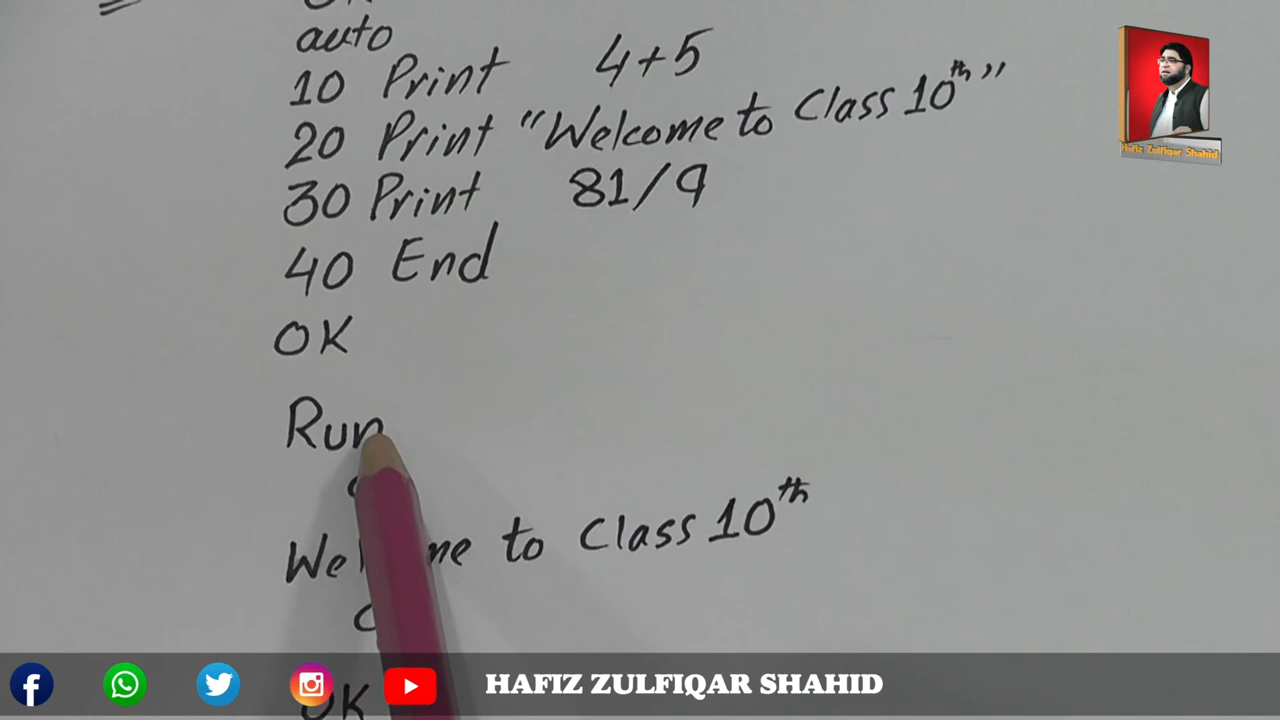 auto
10 Print 4+5
20 Print "Welcome to Class 10th"
30 Print 81/9
40 End
OK
Run
to Class 10th
OK
Hafiz Zulfiqar Shahid
HAFIZ ZULFIQAR SHAHID